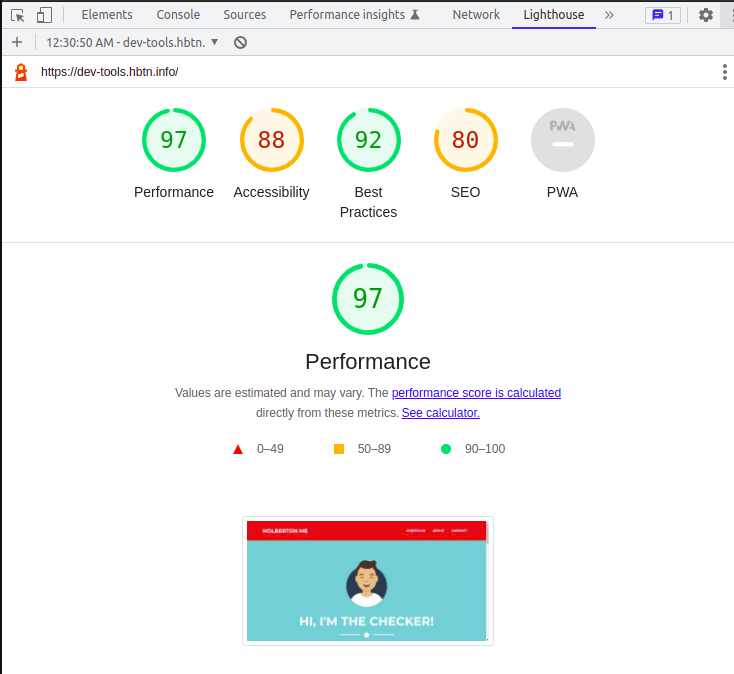 Elements Console Sources Performance insights Network Lighthouse » 1
12:30:50 AM - dev-tools.hbtn. ▼
https://dev-tools.hbtn.info/
97 88 92 80 PWA
Performance Accessibility Best Practices SEO PWA
97
Performance
Values are estimated and may vary. The performance score is calculated
directly from these metrics. See calculator.
0–49 50–89 90–100
HOLBERTON ME PORTFOLIO ABOUT CONTACT
HI, I'M THE CHECKER!